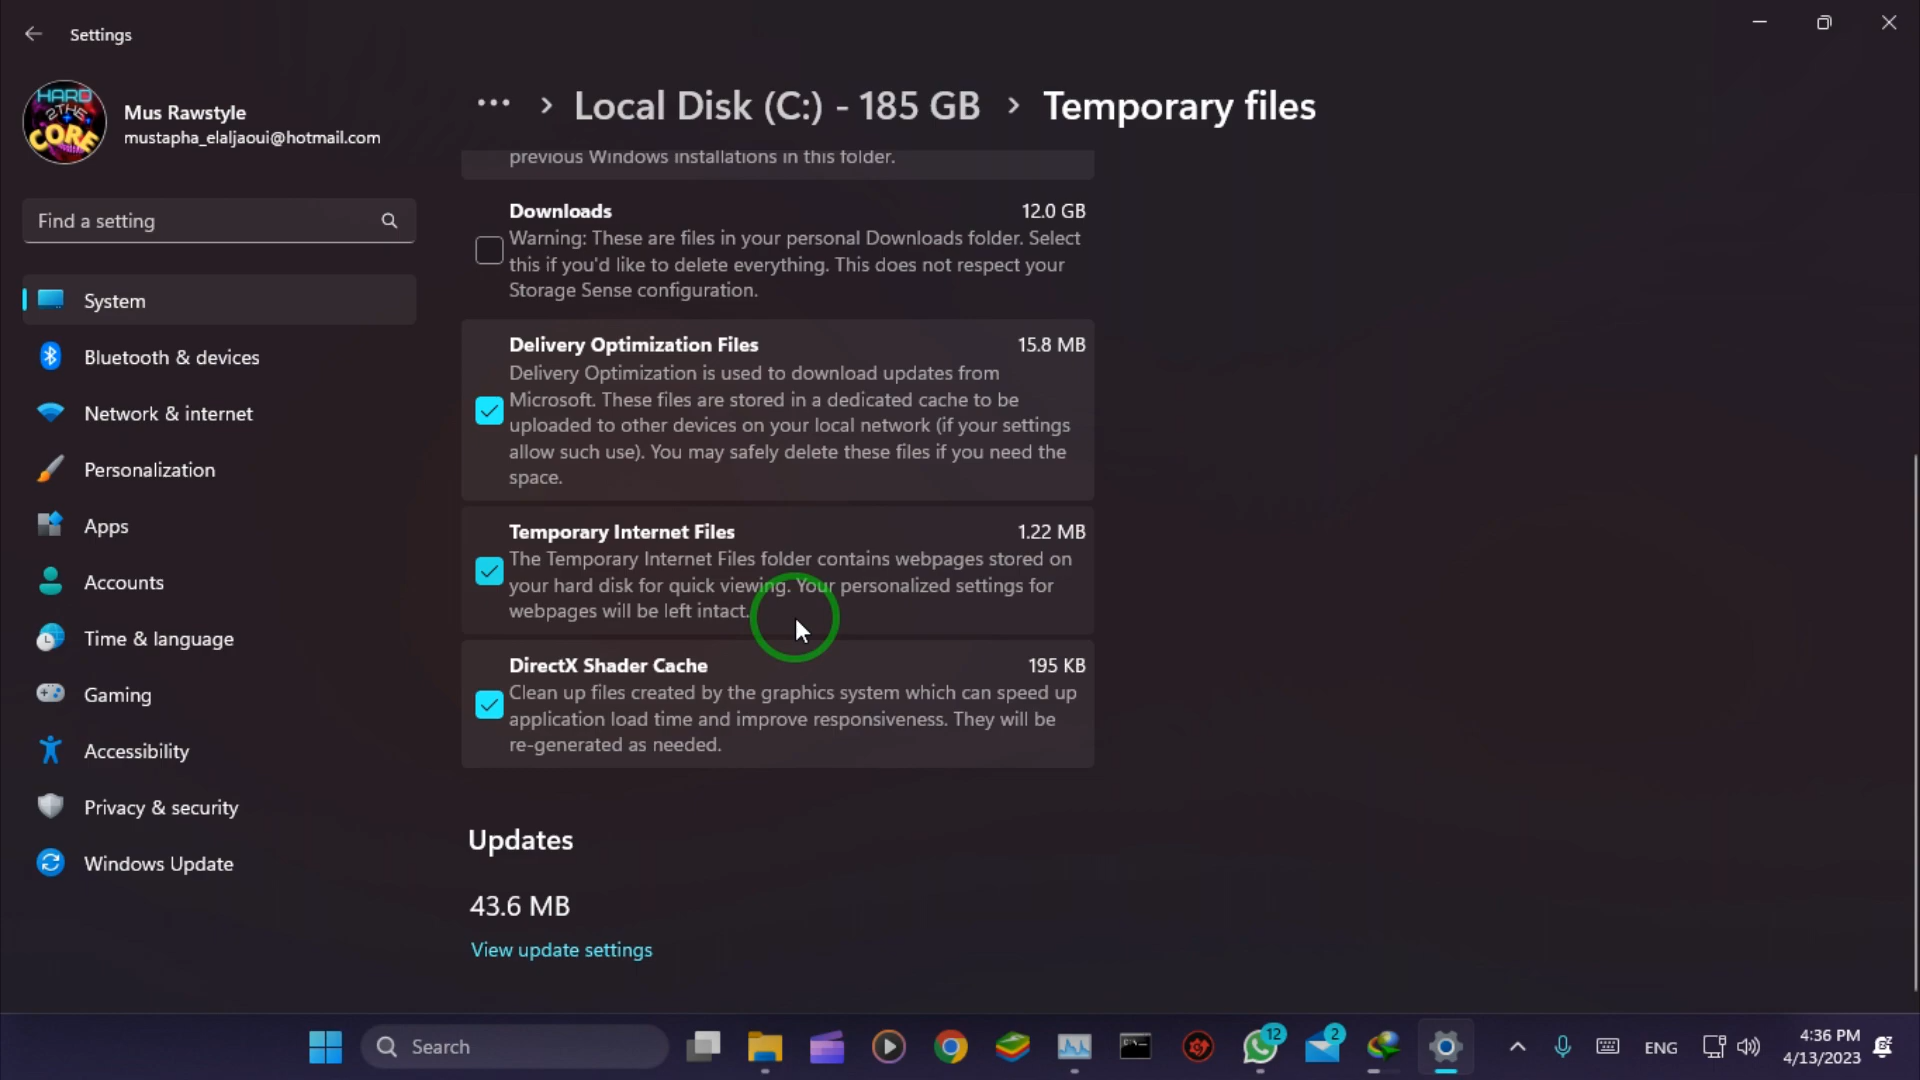 Settings
HARD
2THE
CORE
Mus Rawstyle
mustapha_elaljaoui@hotmail.com
Find a setting
System
Bluetooth & devices
Network & internet
Personalization
Apps
Accounts
Time & language
Gaming
Accessibility
Privacy & security
Windows Update
... > Local Disk (C:) - 185 GB > Temporary files
previous Windows installations in this folder.
Downloads 12.0 GB
Warning: These are files in your personal Downloads folder. Select
this if you'd like to delete everything. This does not respect your
Storage Sense configuration.
Delivery Optimization Files 15.8 MB
Delivery Optimization is used to download updates from
Microsoft. These files are stored in a dedicated cache to be
uploaded to other devices on your local network (if your settings
allow such use). You may safely delete these files if you need the
space.
Temporary Internet Files 1.22 MB
The Temporary Internet Files folder contains webpages stored on
your hard disk for quick viewing. Your personalized settings for
webpages will be left intact.
DirectX Shader Cache 195 KB
Clean up files created by the graphics system which can speed up
application load time and improve responsiveness. They will be
re-generated as needed.
Updates
43.6 MB
View update settings
Search
12
2
ENG
4:36 PM
4/13/2023